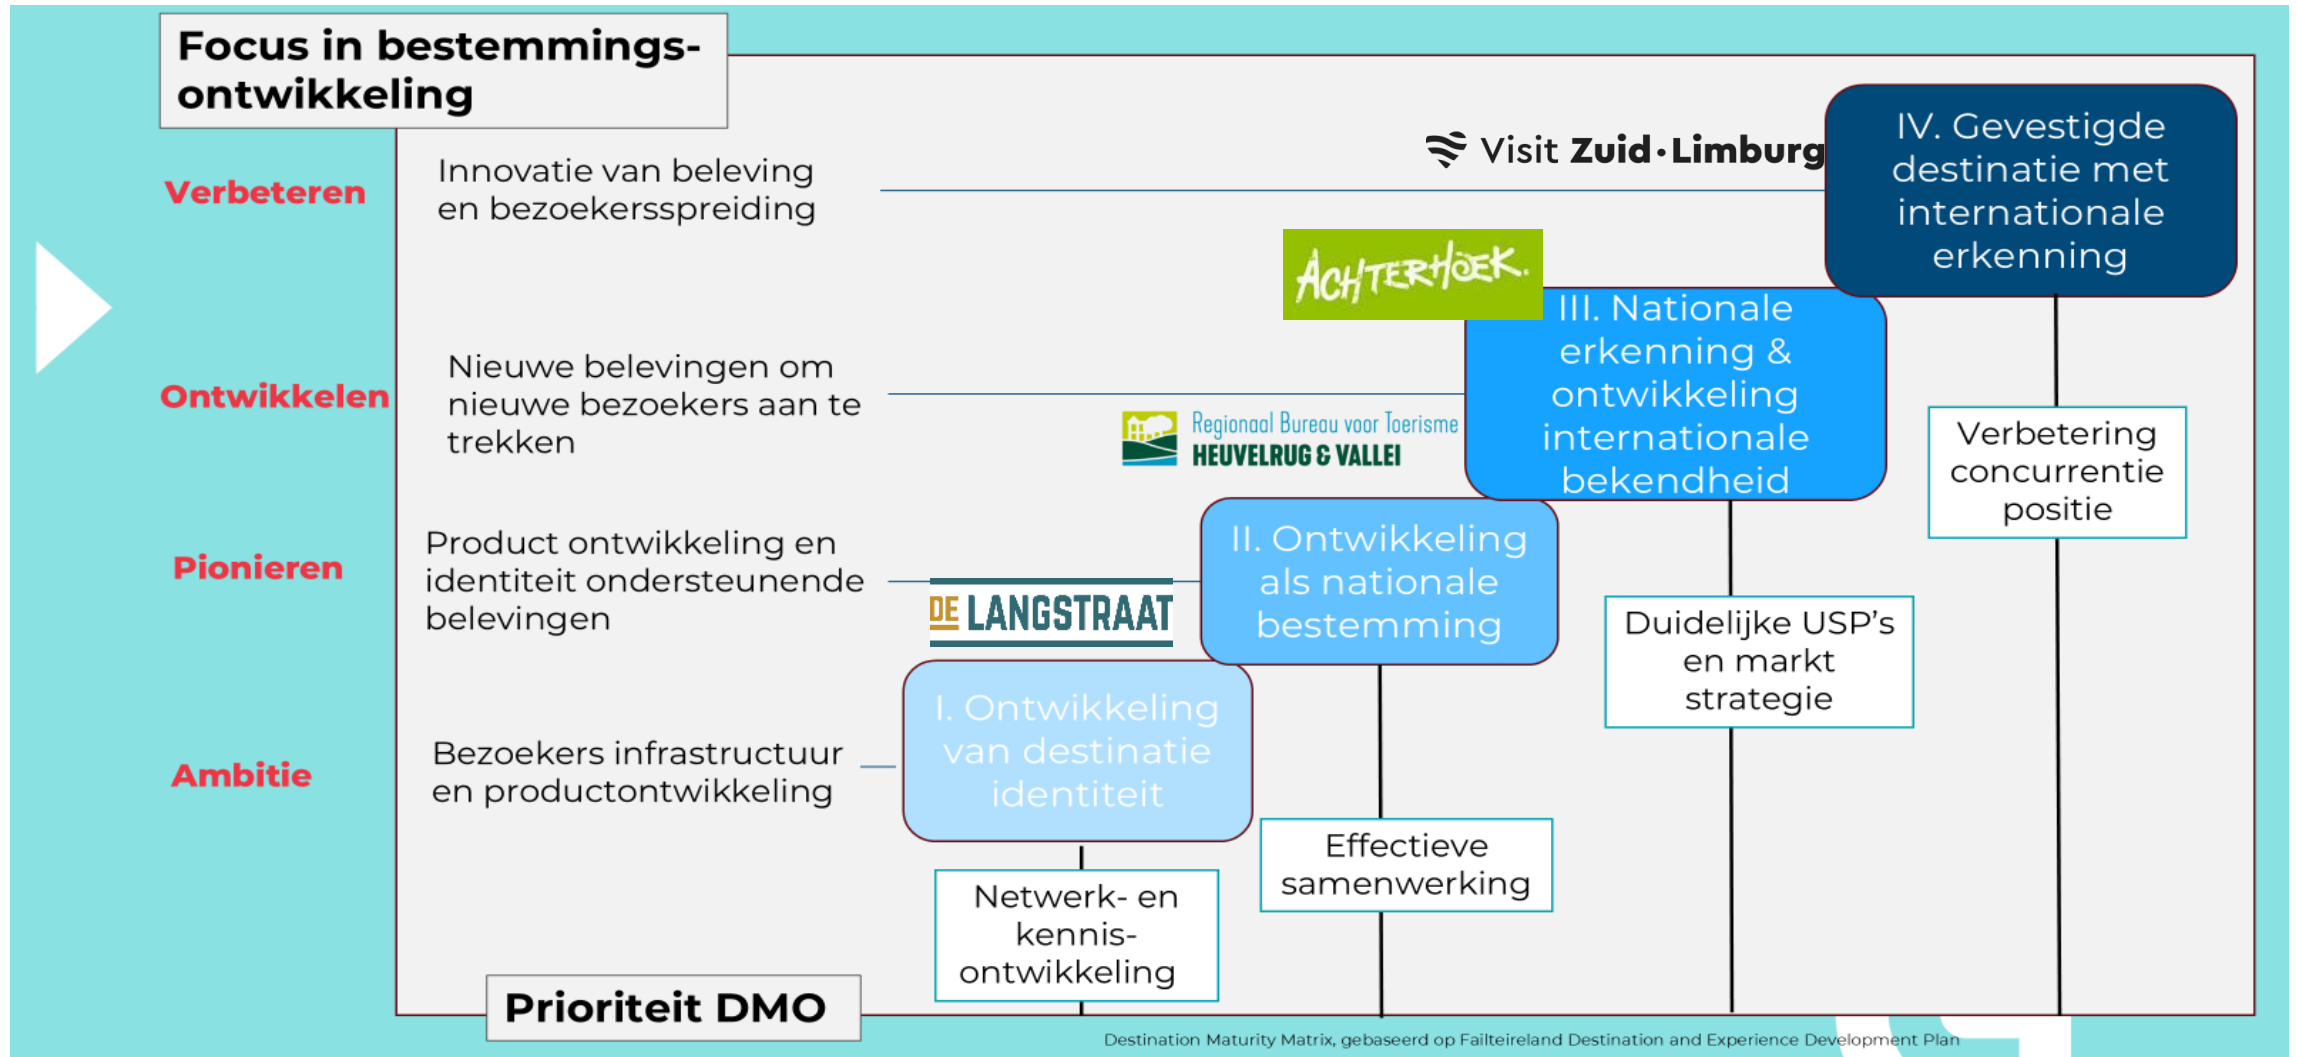 Focus in bestemmings-
ontwikkeling
Verbeteren
Innovatie van beleving
en bezoekersspreiding
Visit Zuid·Limburg
IV. Gevestigde
destinatie met
internationale
erkenning
ACHTERHOEK.
Ontwikkelen
Nieuwe belevingen om
nieuwe bezoekers aan te
trekken
Regionaal Bureau voor Toerisme
HEUVELRUG & VALLEI
III. Nationale
erkenning &
ontwikkeling
internationale
bekendheid
Verbetering
concurrentie
positie
Pionieren
Product ontwikkeling en
identiteit ondersteunende
belevingen
DE LANGSTRAAT
II. Ontwikkeling
als nationale
bestemming
Duidelijke USP's
en markt
strategie
Ambitie
Bezoekers infrastructuur
en productontwikkeling
I. Ontwikkeling
van destinatie
identiteit
Effectieve
samenwerking
Netwerk- en
kennis-
ontwikkeling
Prioriteit DMO
Destination Maturity Matrix, gebaseerd op Failteireland Destination and Experience Development Plan